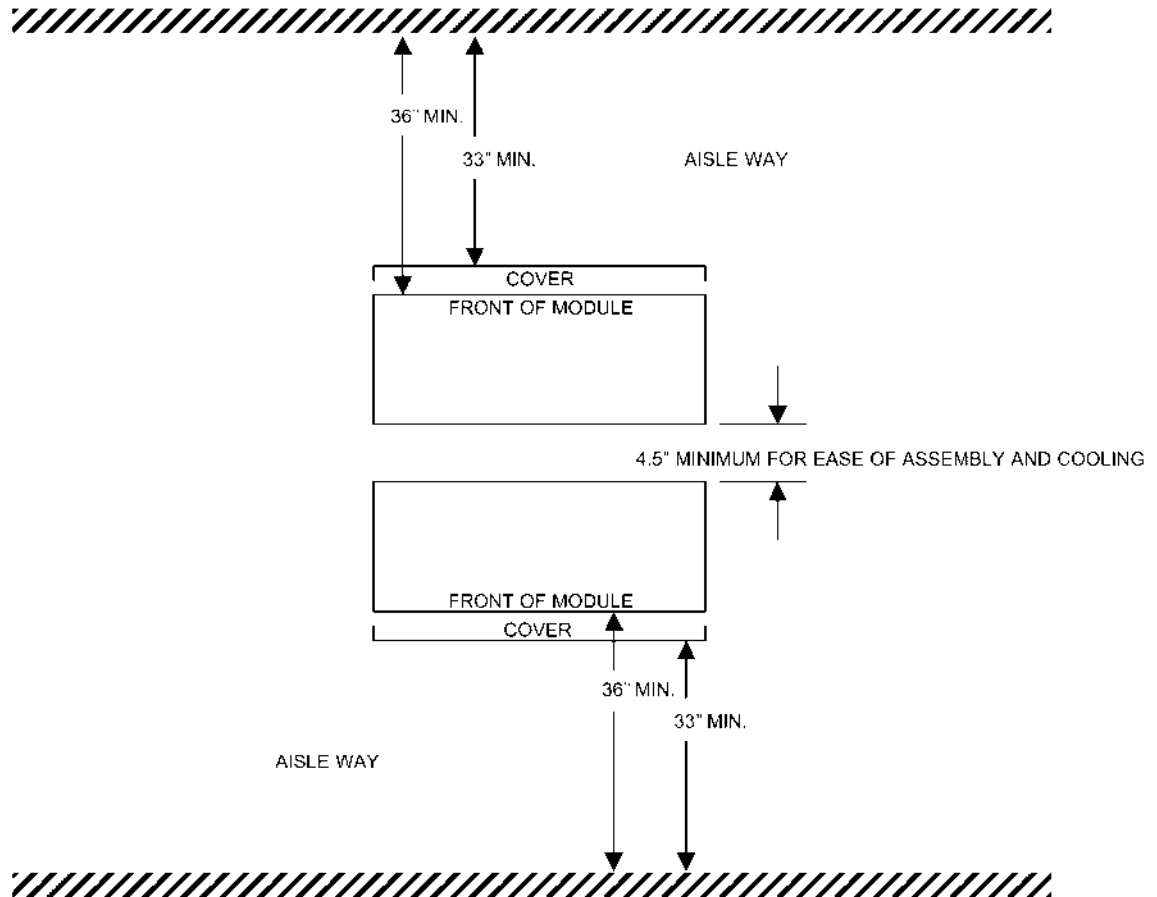 36" MIN.
33" MIN.
AISLE WAY
COVER
FRONT OF MODULE
4.5" MINIMUM FOR EASE OF ASSEMBLY AND COOLING
FRONT OF MODULE
COVER
36" MIN.
33" MIN.
AISLE WAY